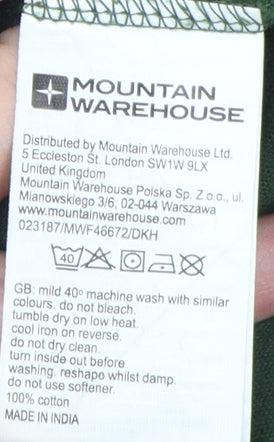 MOUNTAIN
WAREHOUSE
Distributed by Mountain Warehouse Ltd.
5 Eccleston St. London SW1W 9LX
United Kingdom
Mountain Warehouse Polska Sp. Z o.o., ul.
Mianowskiego 3/6, 02-044 Warszawa
www.mountainwarehouse.com
023187/MWF46672/DKH
40
GB: mild 40° machine wash with similar
colours. do not bleach.
tumble dry on low heat.
cool iron on reverse.
do not dry clean.
turn inside out before
washing. reshape whilst damp.
do not use softener.
100% cotton
MADE IN INDIA